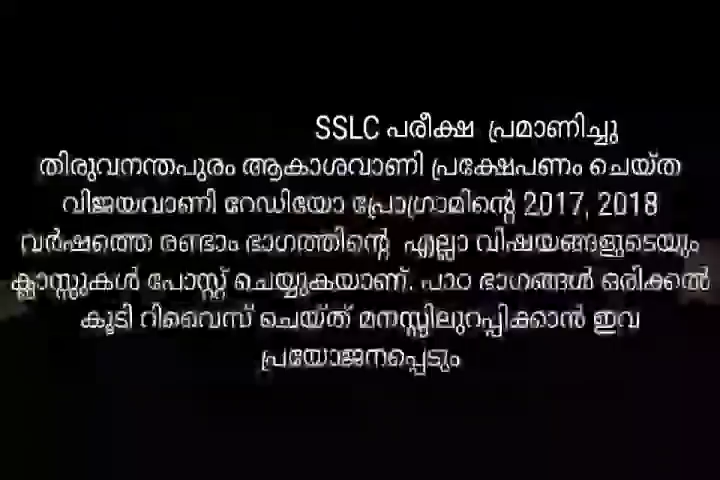 SSLC പരീക്ഷ പ്രമാണിച്ചു
തിരുവനന്തപുരം ആകാശവാണി പ്രക്ഷേപണം ചെയ്ത
വിജയവാണി റേഡിയോ പ്രോഗ്രാമിന്റെ 2017, 2018
വർഷത്തെ രണ്ടാം ഭാഗത്തിന്റെ എല്ലാ വിഷയങ്ങളുടെയും
ക്ലാസ്സുകൾ പോസ്റ്റ് ചെയ്യുകയാണ്. പാഠ ഭാഗങ്ങൾ ഒരിക്കൽ
കൂടി റിവൈസ് ചെയ്ത് മനസ്സിലുറപ്പിക്കാൻ ഇവ
പ്രയോജനപ്പെടും